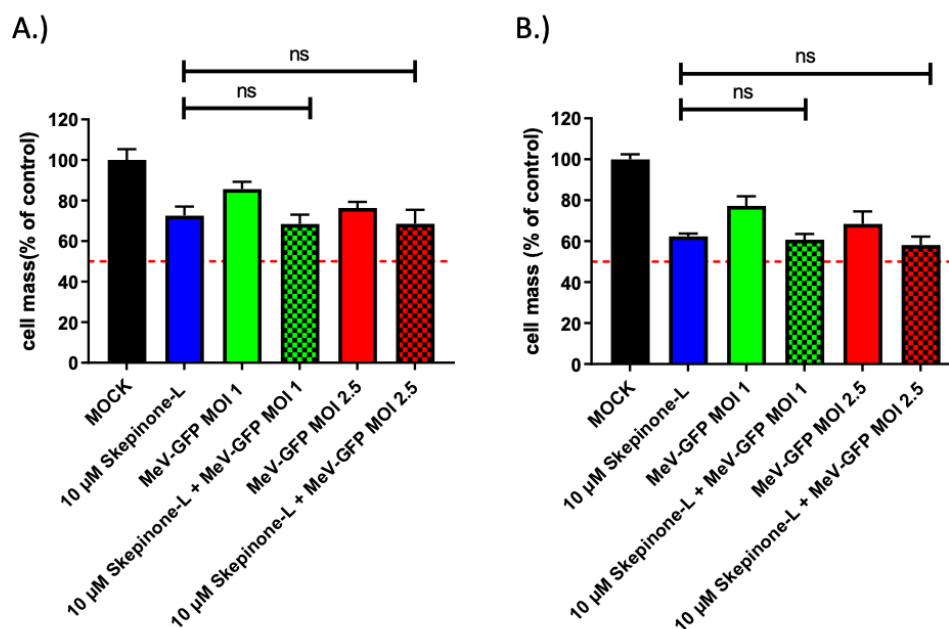 A.)
ns
ns
120
100
80
60
40
20
0
cell mass(% of control)
MOCK
10 µM Skepinone-L
MeV-GFP MOI 1
10 µM Skepinone-L + MeV-GFP MOI 1
MeV-GFP MOI 2.5
10 µM Skepinone-L + MeV-GFP MOI 2.5
B.)
ns
ns
120
100
80
60
40
20
0
cell mass (% of control)
MOCK
10 µM Skepinone-L
MeV-GFP MOI 1
10 µM Skepinone-L + MeV-GFP MOI 1
MeV-GFP MOI 2.5
10 µM Skepinone-L + MeV-GFP MOI 2.5